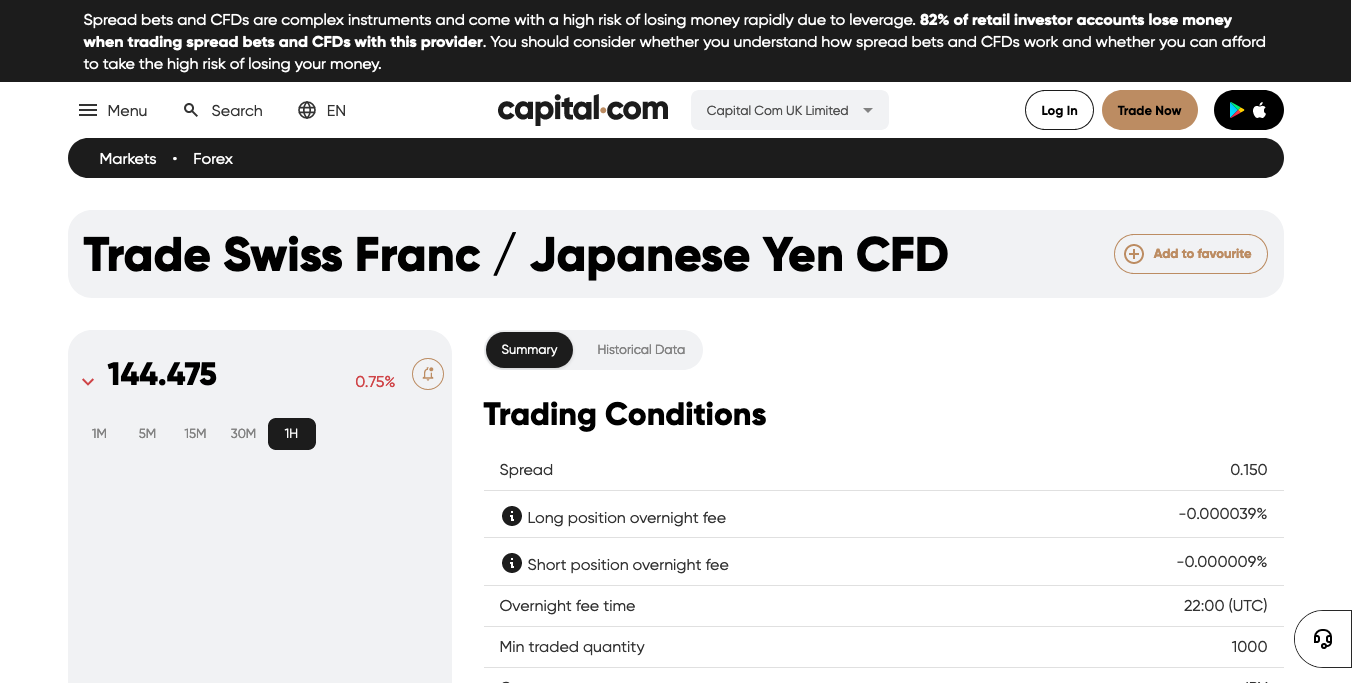 Spread bets and CFDs are complex instruments and come with a high risk of losing money rapidly due to leverage. 82% of retail investor accounts lose money
when trading spread bets and CFDs with this provider. You should consider whether you understand how spread bets and CFDs work and whether you can afford
to take the high risk of losing your money.
Menu Search EN capital.com Capital Com UK Limited Log In Trade Now
Markets • Forex
Trade Swiss Franc / Japanese Yen CFD Add to favourite
144.475 0.75%
1M 5M 15M 30M 1H
Summary Historical Data
Trading Conditions
Spread 0.150
Long position overnight fee -0.000039%
Short position overnight fee -0.000009%
Overnight fee time 22:00 (UTC)
Min traded quantity 1000